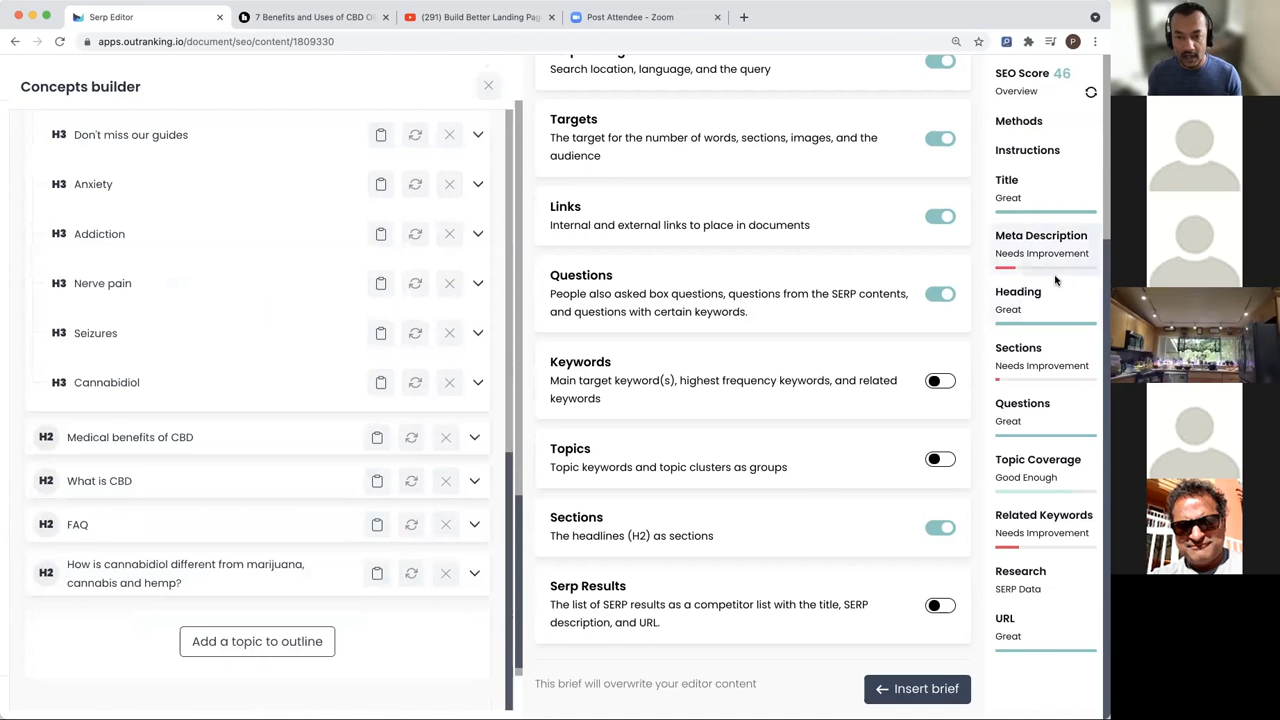 Serp Editor
7 Benefits and Uses of CBD O
(291) Build Better Landing Pag
Post Attendee - Zoom
apps.outranking.io/document/seo/content/1809330
P
Concepts builder
H3 Don't miss our guides
H3 Anxiety
H3 Addiction
H3 Nerve pain
H3 Seizures
H3 Cannabidiol
H2 Medical benefits of CBD
H2 What is CBD
H2 FAQ
H2 How is cannabidiol different from marijuana,
cannabis and hemp?
Add a topic to outline
Search location, language, and the query
Targets
The target for the number of words, sections, images, and the
audience
Links
Internal and external links to place in documents
Questions
People also asked box questions, questions from the SERP contents,
and questions with certain keywords.
Keywords
Main target keyword(s), highest frequency keywords, and related
keywords
Topics
Topic keywords and topic clusters as groups
Sections
The headlines (H2) as sections
Serp Results
The list of SERP results as a competitor list with the title, SERP
description, and URL.
This brief will overwrite your editor content
Insert brief
SEO Score 46
Overview
Methods
Instructions
Title
Great
Meta Description
Needs Improvement
Heading
Great
Sections
Needs Improvement
Questions
Great
Topic Coverage
Good Enough
Related Keywords
Needs Improvement
Research
SERP Data
URL
Great